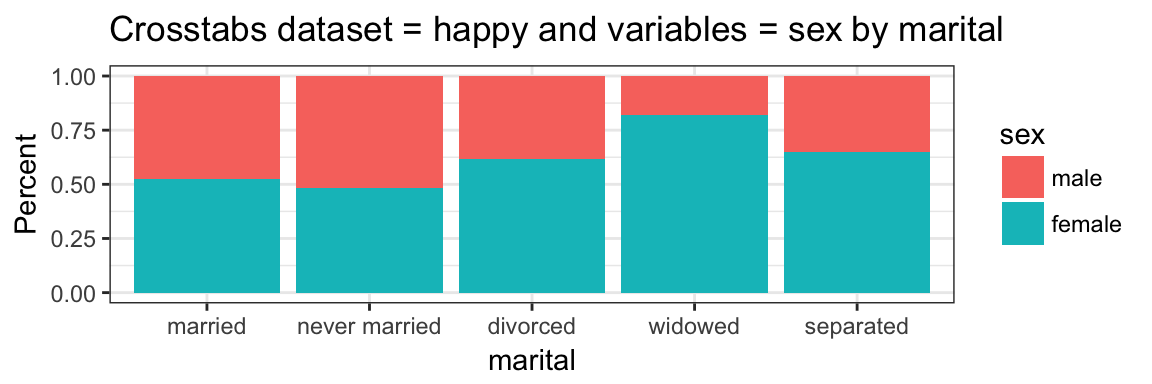 Crosstabs dataset = happy and variables = sex by marital
Percent
1.00
0.75
0.50
0.25
0.00
married never married divorced widowed separated
marital
sex
male
female